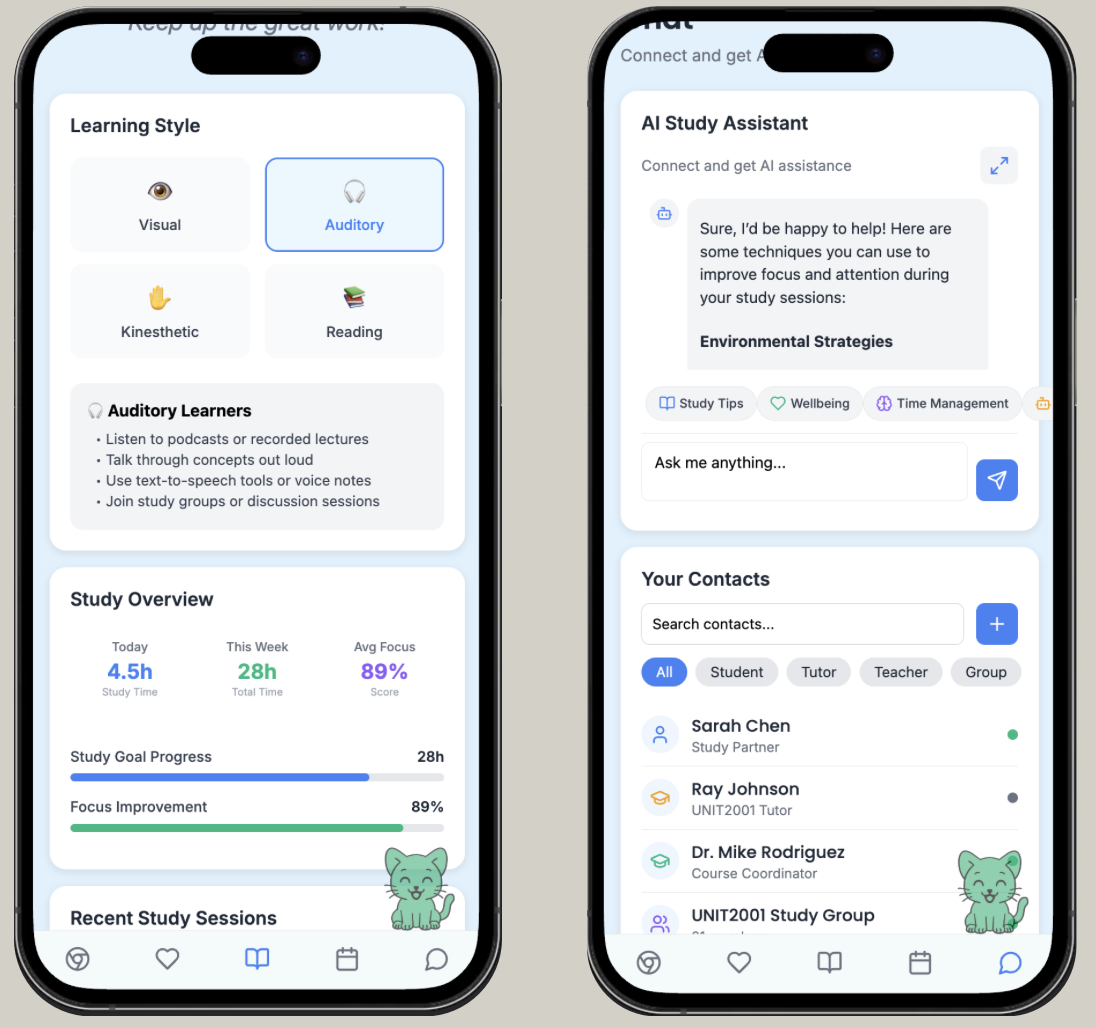 Keep up the great work!
Learning Style
Visual
Auditory
Kinesthetic
Reading
Auditory Learners
• Listen to podcasts or recorded lectures
• Talk through concepts out loud
• Use text-to-speech tools or voice notes
• Join study groups or discussion sessions
Study Overview
Today
This Week
Avg Focus
4.5h
28h
89%
Study Time
Total Time
Score
Study Goal Progress
28h
Focus Improvement
89%
Recent Study Sessions
Connect and get A
AI Study Assistant
Connect and get AI assistance
Sure, I'd be happy to help! Here are
some techniques you can use to
improve focus and attention during
your study sessions:
Environmental Strategies
Study Tips
Wellbeing
Time Management
Ask me anything...
Your Contacts
Search contacts...
All
Student
Tutor
Teacher
Group
Sarah Chen
Study Partner
Ray Johnson
UNIT2001 Tutor
Dr. Mike Rodriguez
Course Coordinator
UNIT2001 Study Group